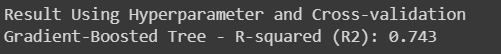 Result Using Hyperparameter and Cross-validation
Gradient-Boosted Tree - R-squared (R2): 0.743